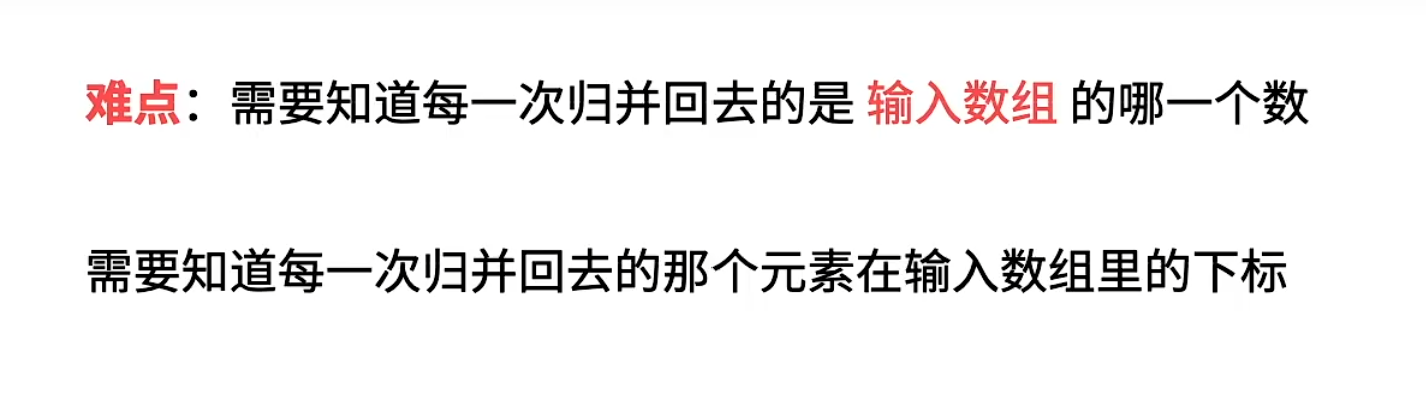 难点：需要知道每一次归并回去的是 输入数组 的哪一个数
需要知道每一次归并回去的那个元素在输入数组里的下标